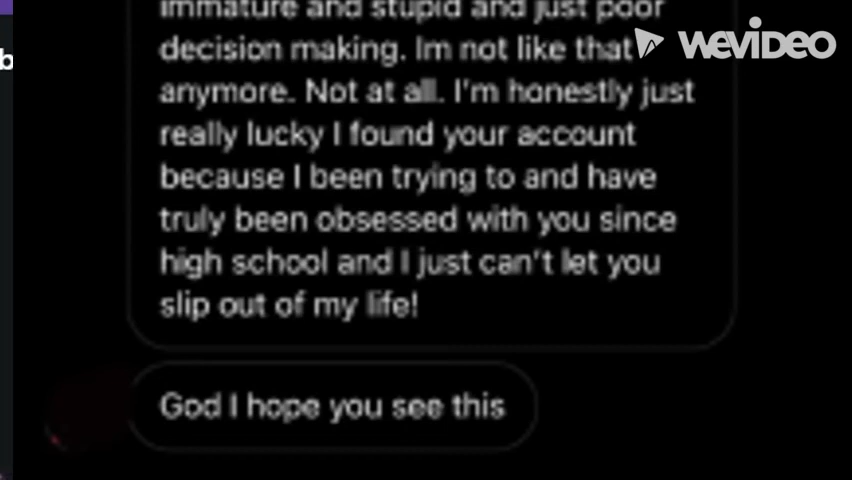 immature and stupid and just poor
decision making. Im not like that
anymore. Not at all. I'm honestly just
really lucky I found your account
because I been trying to and have
truly been obsessed with you since
high school and I just can't let you
slip out of my life!
God I hope you see this
WEVIDEO
b